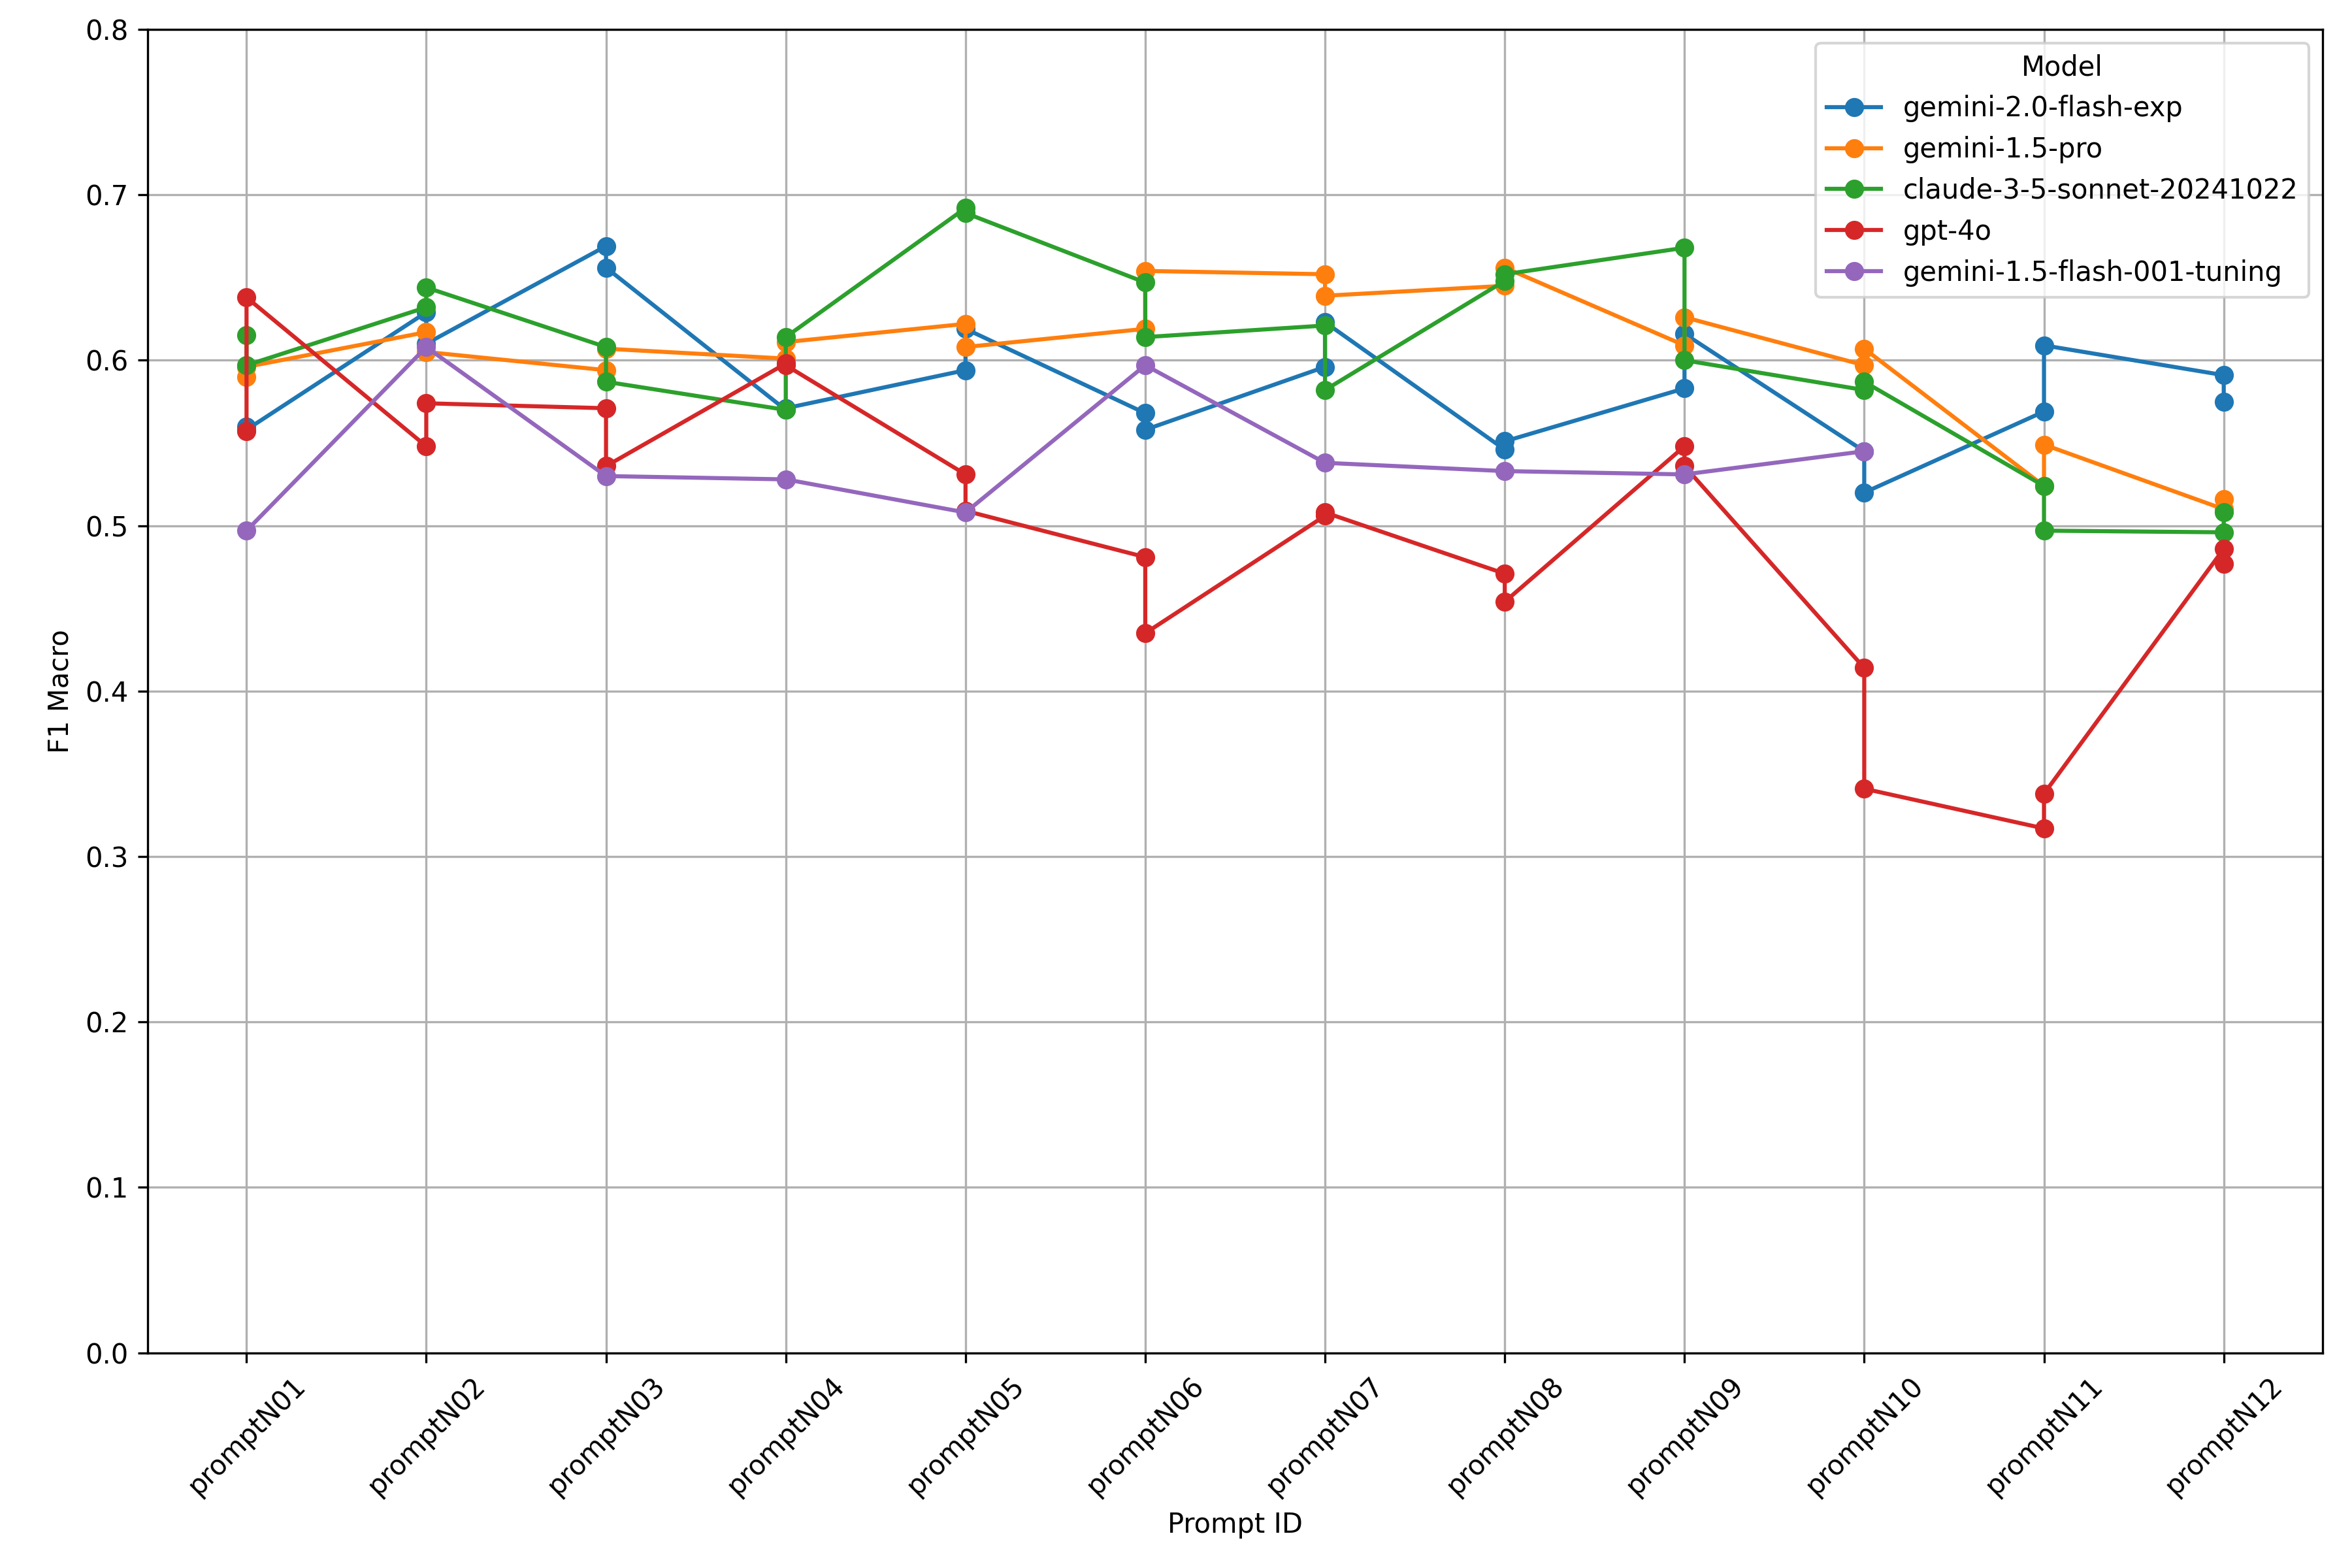 0.8
0.7
0.6
0.5
0.4
0.3
0.2
0.1
0.0
F1 Macro
Model
gemini-2.0-flash-exp
gemini-1.5-pro
claude-3-5-sonnet-20241022
gpt-4o
gemini-1.5-flash-001-tuning
promptN01
promptN02
promptN03
promptN04
promptN05
promptN06
promptN07
promptN08
promptN09
promptN10
promptN11
promptN12
Prompt ID